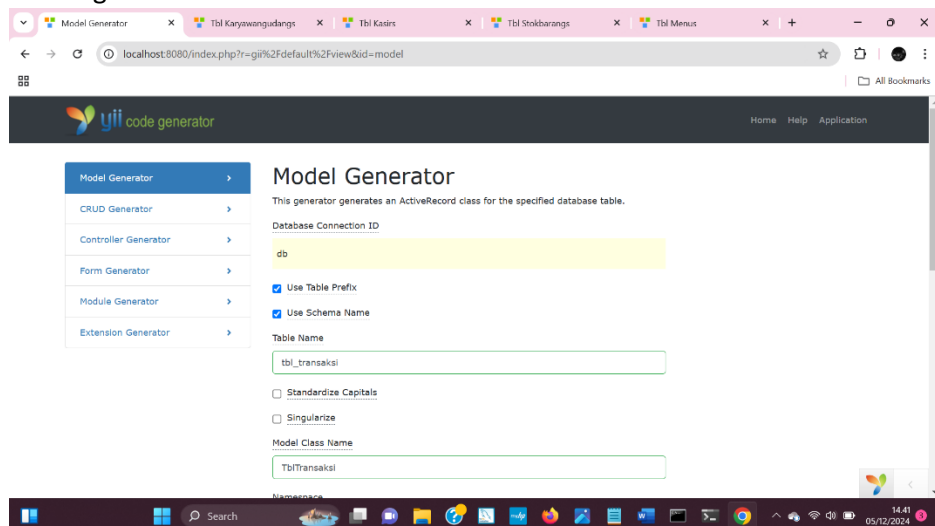 Model Generator
Tbl Karyawangudangs
Tbl Kasirs
Tbl Stokbarangs
Tbl Menus
localhost:8080/index.php?r=gii%2Fdefault%2Fview&id=model
All Bookmarks
yii code generator
Home Help Application
Model Generator
CRUD Generator
Controller Generator
Form Generator
Module Generator
Extension Generator
Model Generator
This generator generates an ActiveRecord class for the specified database table.
Database Connection ID
db
Use Table Prefix
Use Schema Name
Table Name
tbl_transaksi
Standardize Capitals
Singularize
Model Class Name
TblTransaksi
Namespace
Search
14.41
05/12/2024
3